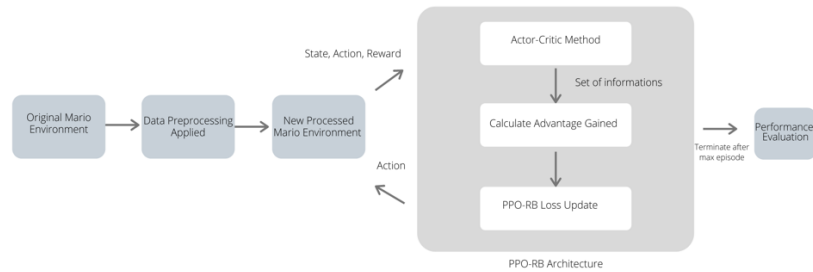 Original Mario
Environment
Data Preprocessing
Applied
New Processed
Mario Environment
State, Action, Reward
Action
Actor-Critic Method
Set of informations
Calculate Advantage Gained
PPO-RB Loss Update
PPO-RB Architecture
Terminate after
max episode
Performance
Evaluation